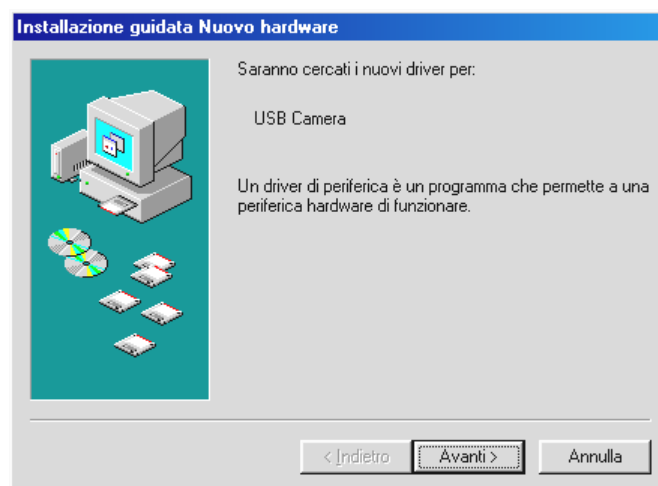 Installazione guidata Nuovo hardware
Saranno cercati i nuovi driver per:
USB Camera
Un driver di periferica è un programma che permette a una
periferica hardware di funzionare.
< Indietro
Avanti >
Annulla